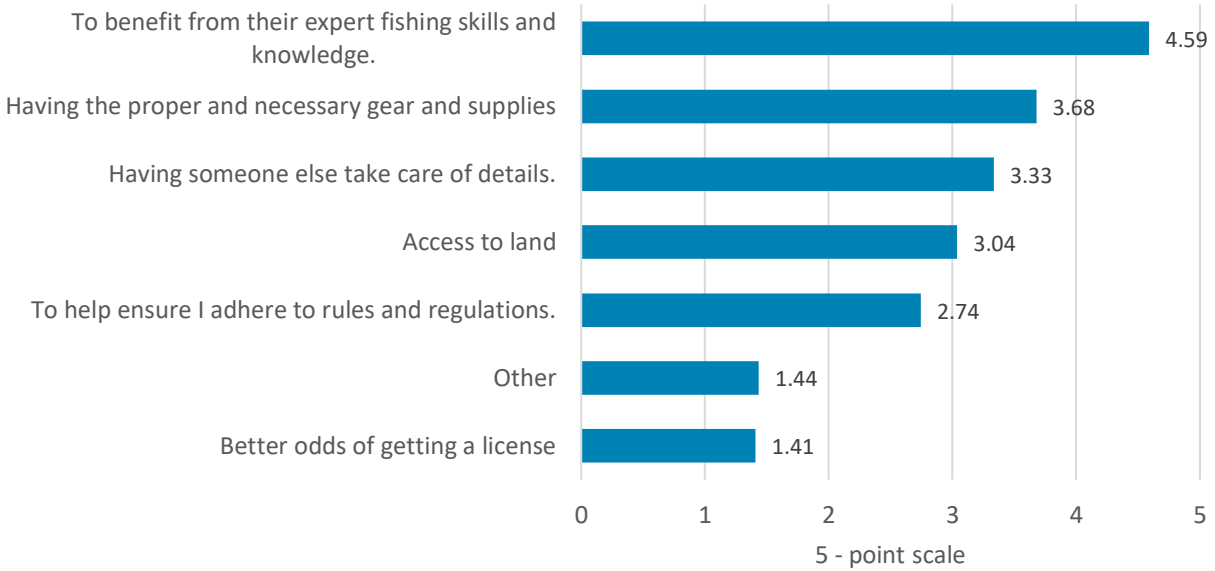 To benefit from their expert fishing skills and
knowledge.
4.59
Having the proper and necessary gear and supplies
3.68
Having someone else take care of details.
3.33
Access to land
3.04
To help ensure I adhere to rules and regulations.
2.74
Other
1.44
Better odds of getting a license
1.41
0 1 2 3 4 5
5 - point scale